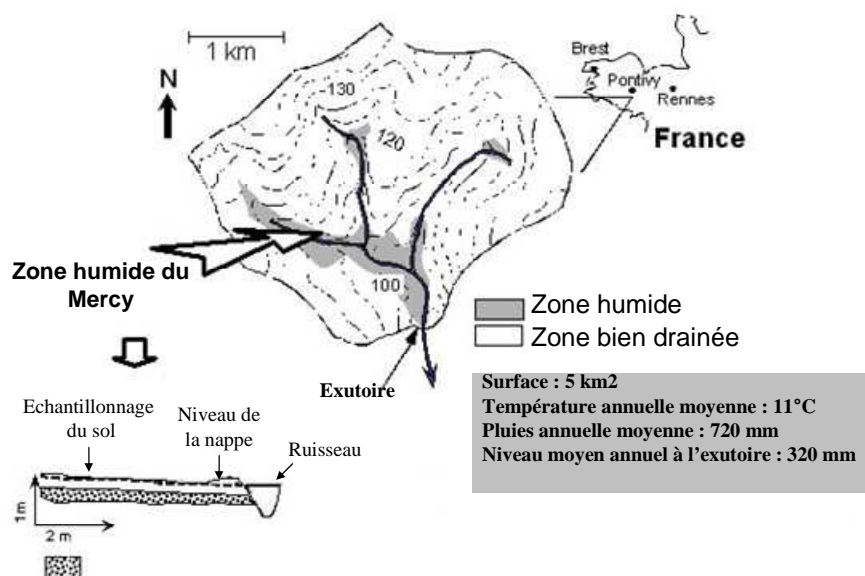 1 km
N
130
120
100
Brest
Pontivy
Rennes
France
Zone humide du
Mercy
Zone humide
Zone bien drainée
Exutoire
Surface : 5 km2
Température annuelle moyenne : 11°C
Pluies annuelle moyenne : 720 mm
Niveau moyen annuel à l'exutoire : 320 mm
Echantillonnage
du sol
Niveau de
la nappe
Ruisseau
1m
2 m